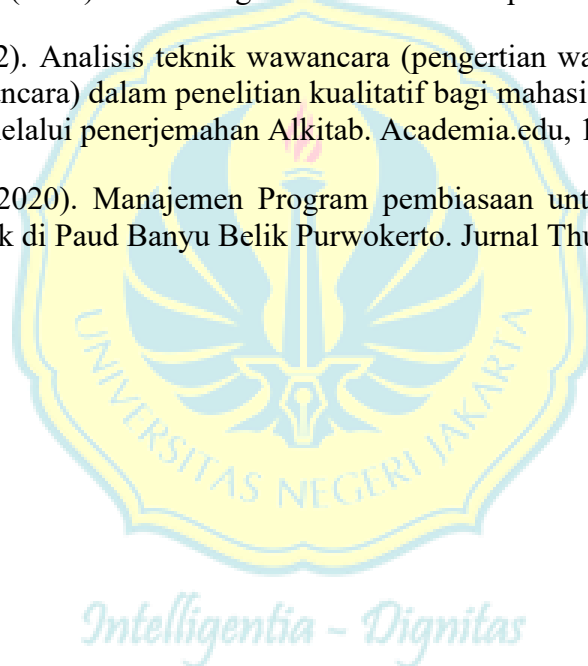 2). Analisis teknik wawancara (pengertian wa
ncara) dalam penelitian kualitatif bagi mahasi
elalui penerjemahan Alkitab. Academia.edu, 1
2020). Manajemen Program pembiasaan unt
k di Paud Banyu Belik Purwokerto. Jurnal Thu
UNIVERSITAS NEGERI JAKARTA
Intelligentia - Dignitas